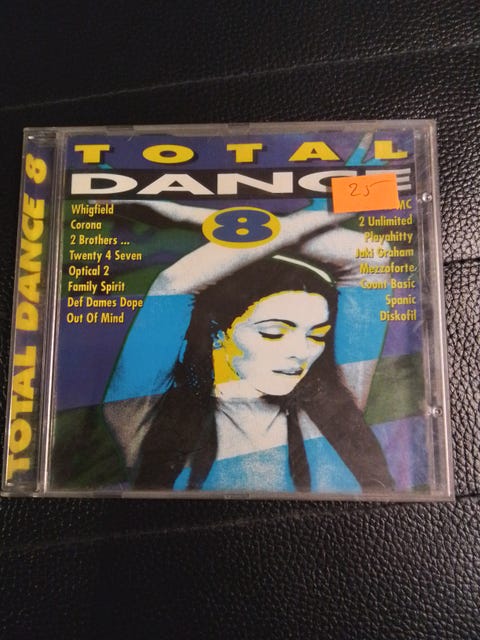 TOTAL DANCE 8
TOTAL
DANCE
25
8
Whigfield
Corona
2 Brothers ...
Twenty 4 Seven
Optical 2
Family Spirit
Def Dames Dope
Out Of Mind
MC
2 Unlimited
Playahitty
Jaki Graham
Mezzoforte
Count Basic
Spanic
Diskofil